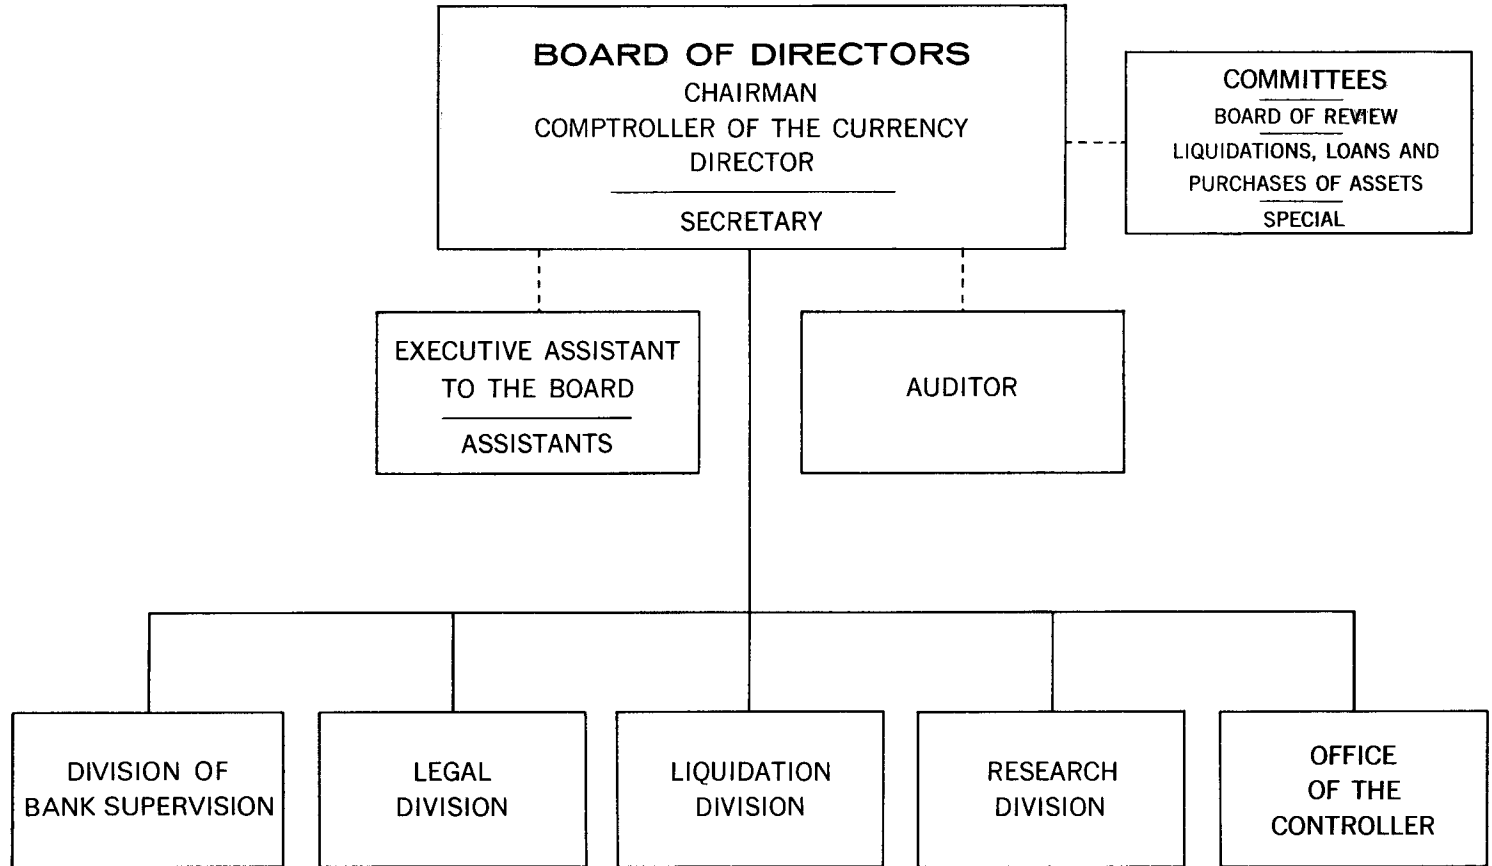 BOARD OF DIRECTORS
CHAIRMAN
COMPTROLLER OF THE CURRENCY
DIRECTOR
SECRETARY
COMMITTEES
BOARD OF REVIEW
LIQUIDATIONS, LOANS AND
PURCHASES OF ASSETS
SPECIAL
EXECUTIVE ASSISTANT
TO THE BOARD
ASSISTANTS
AUDITOR
DIVISION OF
BANK SUPERVISION
LEGAL
DIVISION
LIQUIDATION
DIVISION
RESEARCH
DIVISION
OFFICE
OF THE
CONTROLLER